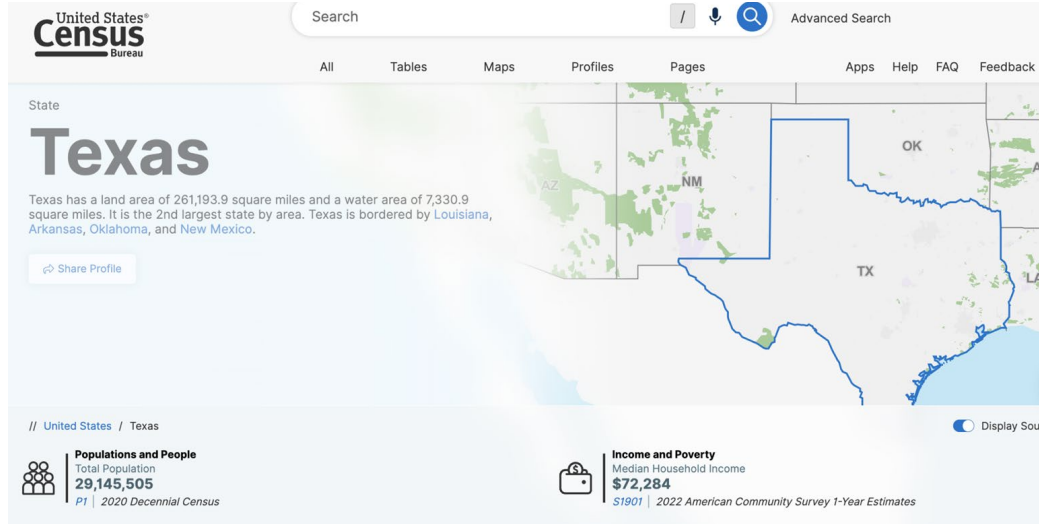 United States®
Census
Bureau
Search
/
Advanced Search
All Tables Maps Profiles Pages Apps Help FAQ Feedback
State
Texas
Texas has a land area of 261,193.9 square miles and a water area of 7,330.9
square miles. It is the 2nd largest state by area. Texas is bordered by Louisiana,
Arkansas, Oklahoma, and New Mexico.
Share Profile
AZ
NM
OK
A
TX
LA
// United States / Texas
Display Sou
Populations and People
Total Population
29,145,505
P1 | 2020 Decennial Census
Income and Poverty
Median Household Income
$72,284
S1901 | 2022 American Community Survey 1-Year Estimates